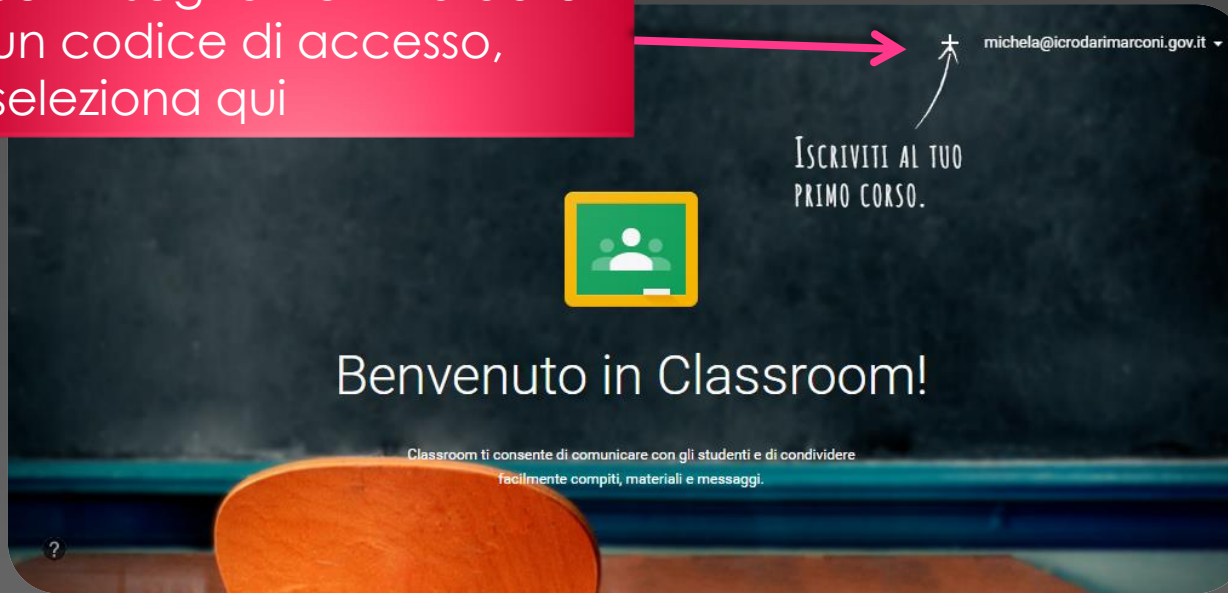 un codice di accesso,
seleziona qui
michela@icrodarimarconi.gov.it
ISCRIVITI AL TUO
PRIMO CORSO.
Benvenuto in Classroom!
Classroom ti consente di comunicare con gli studenti e di condividere
facilmente compiti, materiali e messaggi.
?